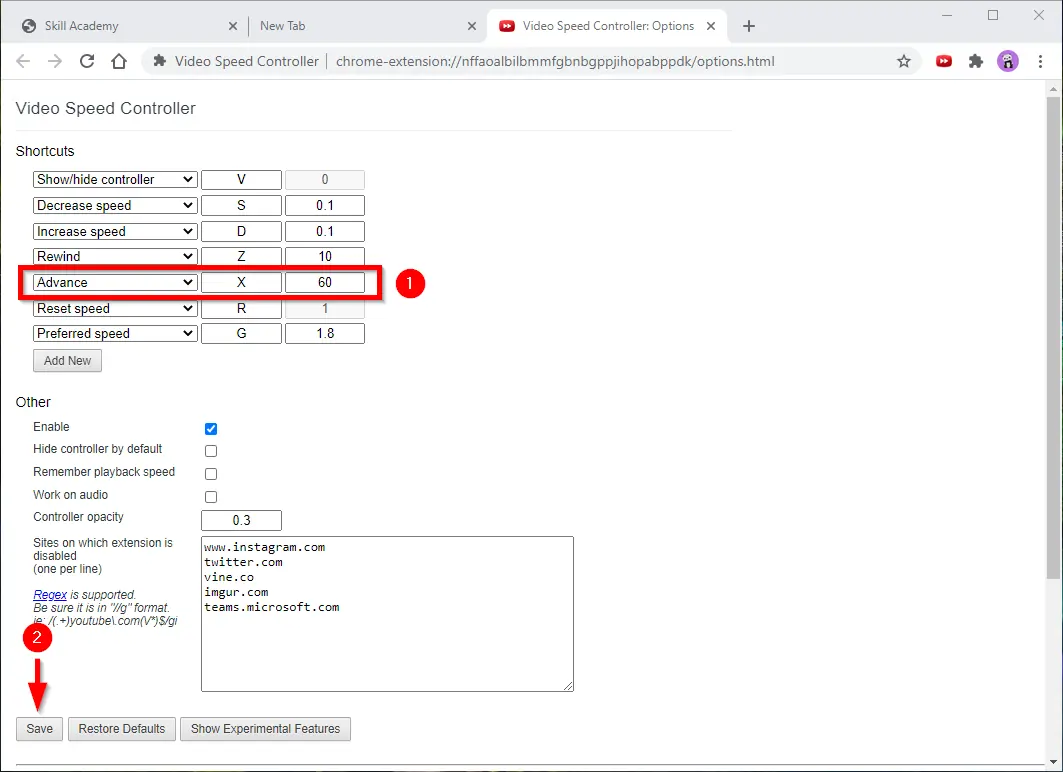 Skill Academy
New Tab
Video Speed Controller: Options
Video Speed Controller | chrome-extension://nffaoalbilbmmfgbnbgppjihopabppdk/options.html
Video Speed Controller
Shortcuts
Show/hide controller V 0
Decrease speed S 0.1
Increase speed D 0.1
Rewind Z 10
Advance X 60 1
Reset speed R 1
Preferred speed G 1.8
Add New
Other
Enable
Hide controller by default
Remember playback speed
Work on audio
Controller opacity 0.3
Sites on which extension is
disabled
(one per line)
Regex is supported.
Be sure it is in "//g" format.
ie: /(.+)youtube\.com(\/*)$/gi
www.instagram.com
twitter.com
vine.co
imgur.com
teams.microsoft.com
2
Save Restore Defaults Show Experimental Features